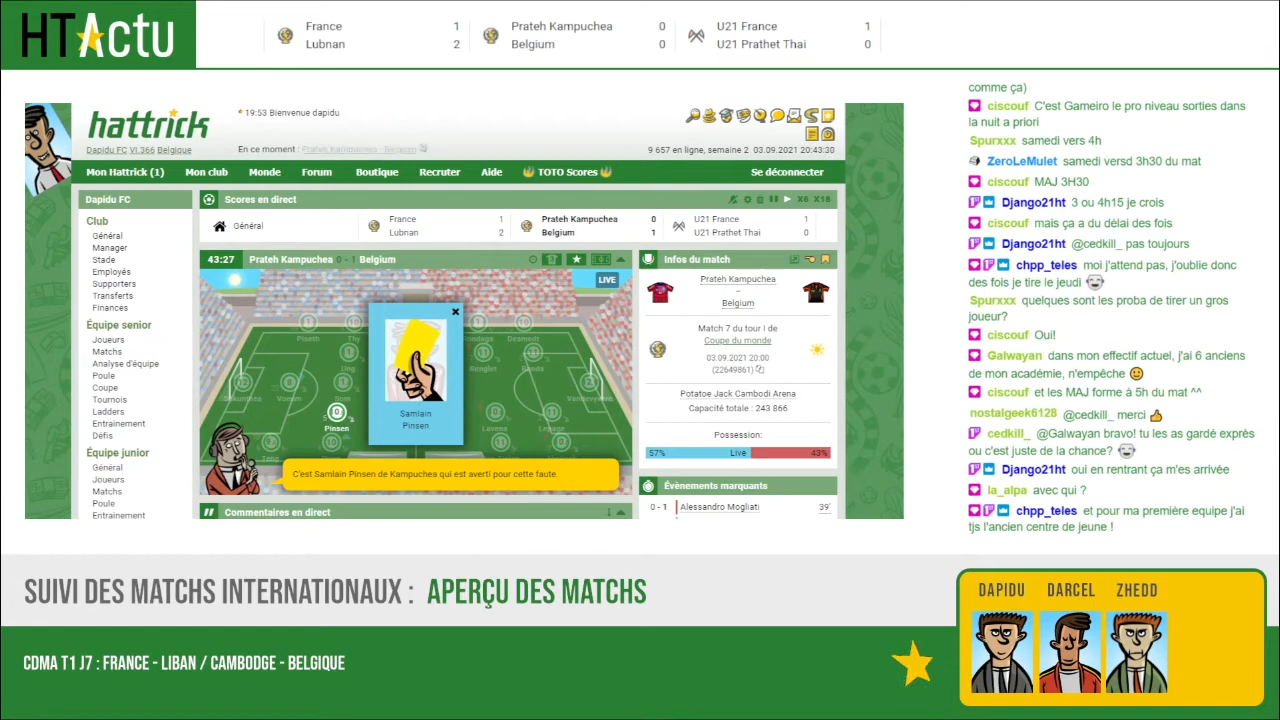 HTActu
France 1
Lubnan 2
Prateh Kampuchea 0
Belgium 0
U21 France 1
U21 Prathet Thai 0
hattrick
Dapidu FC VI.366 Belgique
19:53 Bienvenue dapidu
En ce moment : Prateh Kampuchea - Belgium
9 657 en ligne, semaine 2 03.09.2021 20:43:30
Mon Hattrick (1) Mon club Monde Forum Boutique Recruter Aide TOTO Scores Se déconnecter
Dapidu FC
Club
Général
Manager
Stade
Employés
Supporters
Transferts
Finances
Équipe senior
Joueurs
Matchs
Analyse d'équipe
Poule
Coupe
Tournois
Ladders
Entrainement
Défis
Équipe junior
Général
Joueurs
Matchs
Poule
Entrainement
Scores en direct
Général
France 1
Lubnan 2
Prateh Kampuchea 0
Belgium 1
U21 France 1
U21 Prathet Thai 0
43:27 Prateh Kampuchea 0 - 1 Belgium
LIVE
Pinsen
Samlain
Pinsen
C'est Samlain Pinsen de Kampuchea qui est averti pour cette faute.
Commentaires en direct
Infos du match
Prateh Kampuchea
–
Belgium
Match 7 du tour I de
Coupe du monde
03.09.2021 20:00
(22649861)
Potatoe Jack Cambodi Arena
Capacité totale : 243 866
Possession:
57% Live 43%
Évènements marquants
0 - 1 Alessandro Mogliati 39'
comme ça)
ciscouf C'est Gameiro le pro niveau sorties dans
la nuit a priori
Spurxxx samedi vers 4h
ZeroLeMulet samedi versd 3h30 du mat
ciscouf MAJ 3H30
Django21ht 3 ou 4h15 je crois
ciscouf mais ça a du délai des fois
Django21ht @cedkill_ pas toujours
chpp_teles moi j'attend pas, j'oublie donc
des fois je tire le jeudi
Spurxxx quelques sont les proba de tirer un gros
joueur?
ciscouf Oui!
Galwayan dans mon effectif actuel, j'ai 6 anciens
de mon académie, n'empêche
ciscouf et les MAJ forme à 5h du mat ^^
nostalgeek6128 @cedkill_ merci
cedkill_ @Galwayan bravo! tu les as gardé exprès
ou c'est juste de la chance?
Django21ht oui en rentrant ça m'es arrivée
la_alpa avec qui ?
chpp_teles et pour ma première equipe j'ai
tjs l'ancien centre de jeune !
SUIVI DES MATCHS INTERNATIONAUX : APERÇU DES MATCHS
CDMA T1 J7 : FRANCE - LIBAN / CAMBODGE - BELGIQUE
DAPIDU DARCEL ZHEDD